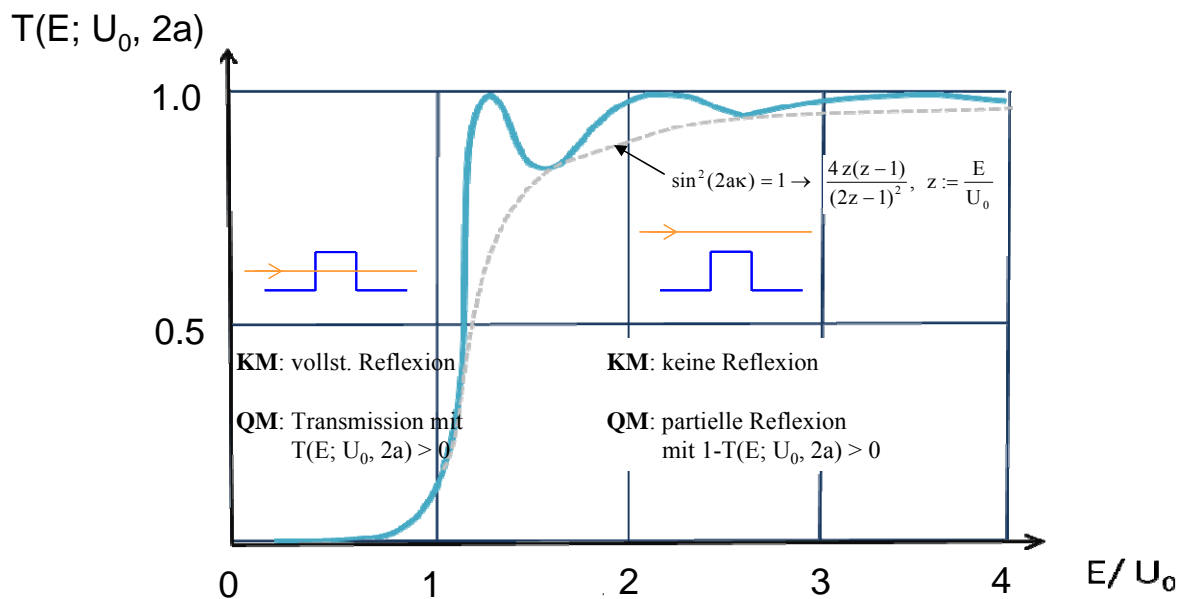 T(E; U₀, 2a)
1.0
sin²(2aκ) = 1 → 4z(z−1)/(2z−1)², z := E/U₀
0.5
KM: vollst. Reflexion
KM: keine Reflexion
QM: Transmission mit
T(E; U₀, 2a) > 0
QM: partielle Reflexion
mit 1-T(E; U₀, 2a) > 0
0 1 2 3 4 E/ U₀